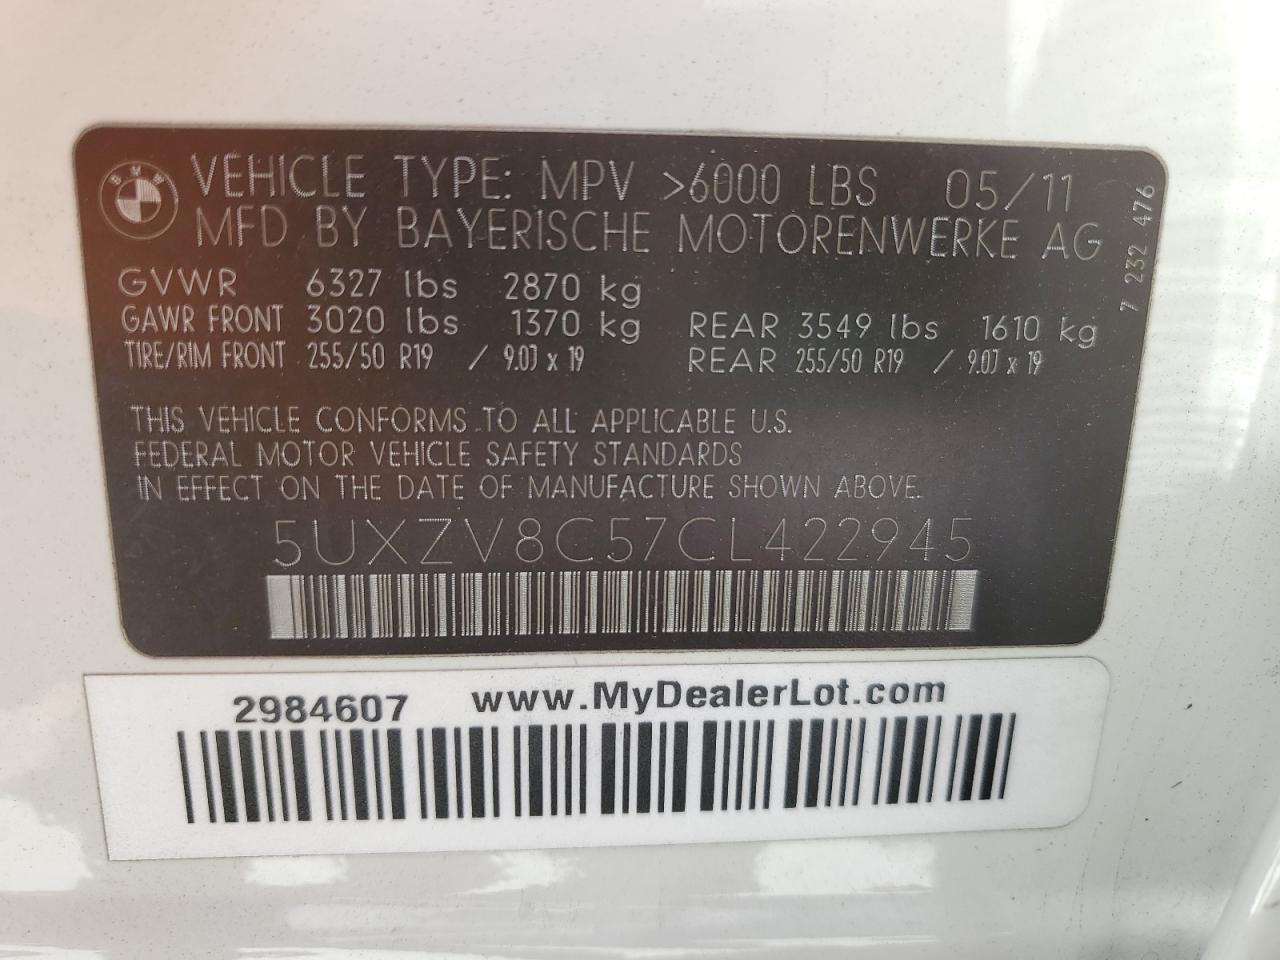 BMW
VEHICLE TYPE: MPV >6000 LBS 05/11
MFD BY BAYERISCHE MOTORENWERKE AG
GVWR 6327 lbs 2870 kg
GAWR FRONT 3020 lbs 1370 kg REAR 3549 lbs 1610 kg
TIRE/RIM FRONT 255/50 R19 / 9.0J x 19 REAR 255/50 R19 / 9.0J x 19
THIS VEHICLE CONFORMS TO ALL APPLICABLE U.S.
FEDERAL MOTOR VEHICLE SAFETY STANDARDS
IN EFFECT ON THE DATE OF MANUFACTURE SHOWN ABOVE.
5UXZV8C57CL422945
7 232 476
2984607 www.MyDealerLot.com